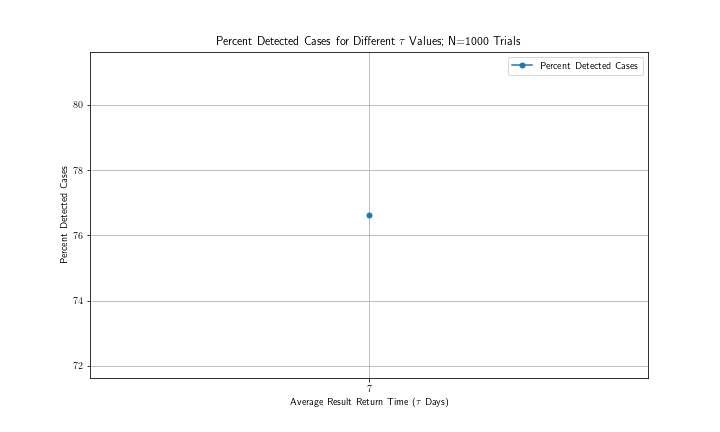 Percent Detected Cases for Different τ Values; N=1000 Trials
Percent Detected Cases
80
78
76
74
72
Percent Detected Cases
7
Average Result Return Time (τ Days)